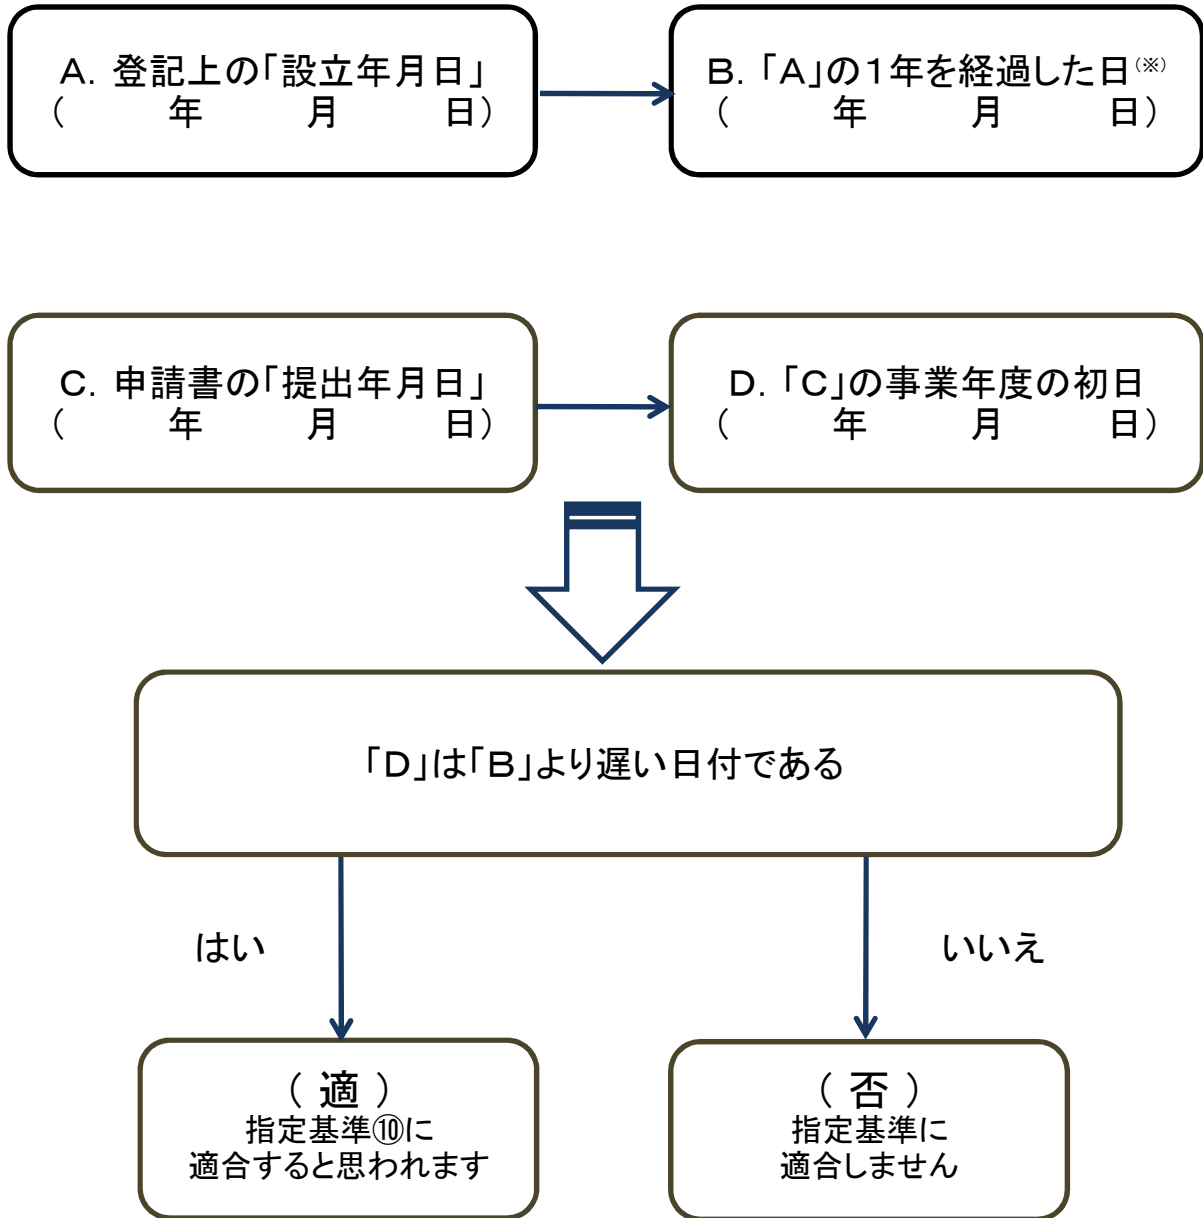 A. 登記上の「設立年月日」
(　　　年　　　月　　　日)
B. 「A」の1年を経過した日(※)
(　　　年　　　月　　　日)
C. 申請書の「提出年月日」
(　　　年　　　月　　　日)
D. 「C」の事業年度の初日
(　　　年　　　月　　　日)
「D」は「B」より遅い日付である
はい
いいえ
( 適 )
指定基準⑩に
適合すると思われます
( 否 )
指定基準に
適合しません